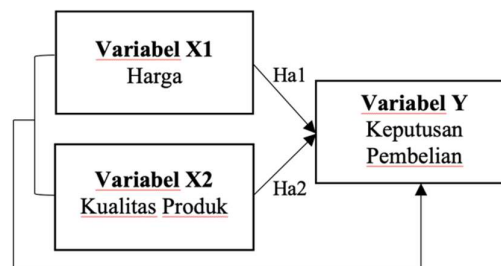 Variabel X1
Harga
Ha1
Variabel Y
Keputusan
Pembelian
Variabel X2
Kualitas Produk
Ha2